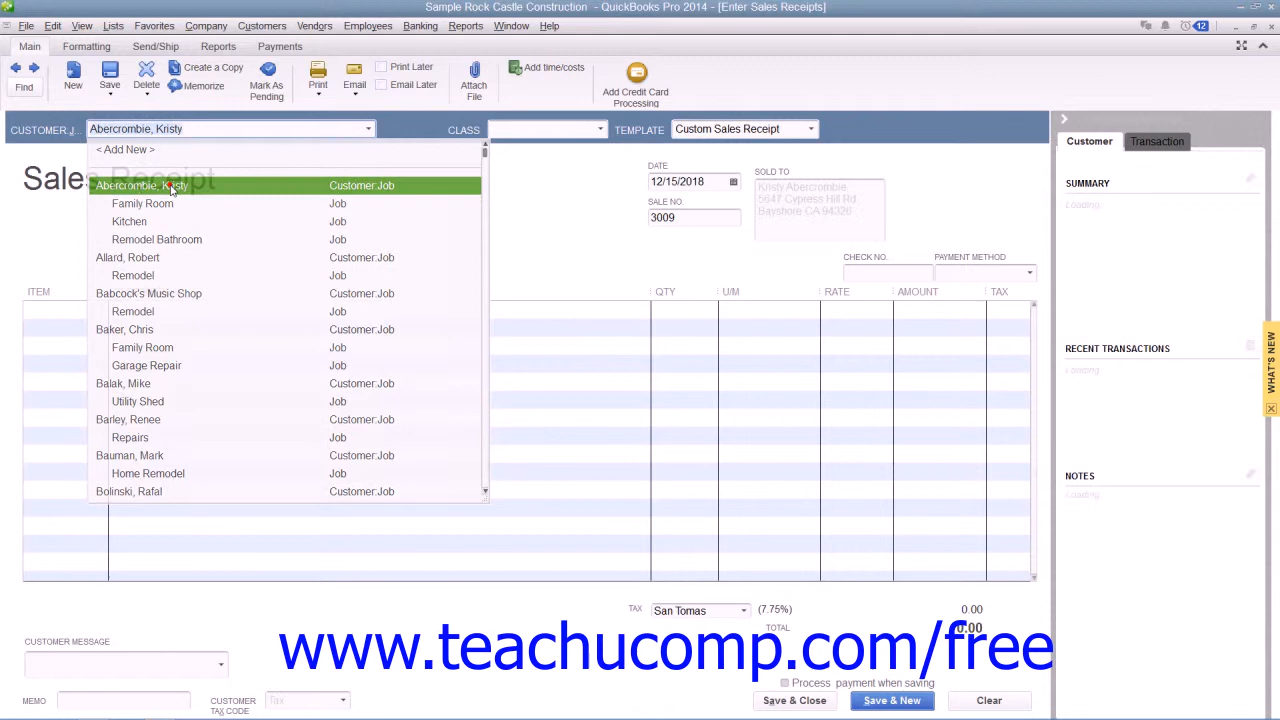 Sample Rock Castle Construction - QuickBooks Pro 2014 - [Enter Sales Receipts]
File Edit View Lists Favorites Company Customers Vendors Employees Banking Reports Window Help 12
Main Formatting Send/Ship Reports Payments
Find New Save Delete Create a Copy Memorize Mark As Pending Print Email Print Later Email Later Attach File Add time/costs Add Credit Card Processing
CUSTOMER:J... Abercrombie, Kristy CLASS TEMPLATE Custom Sales Receipt
< Add New >
Sales Receipt
Abercrombie, Kristy Customer:Job
Family Room Job
Kitchen Job
Remodel Bathroom Job
Allard, Robert Customer:Job
Remodel Job
Babcock's Music Shop Customer:Job
Remodel Job
Baker, Chris Customer:Job
Family Room Job
Garage Repair Job
Balak, Mike Customer:Job
Utility Shed Job
Barley, Renee Customer:Job
Repairs Job
Bauman, Mark Customer:Job
Home Remodel Job
Bolinski, Rafal Customer:Job
DATE
12/15/2018
SALE NO.
3009
SOLD TO
Kristy Abercrombie
5647 Cypress Hill Rd
Bayshore CA 94326
CHECK NO. PAYMENT METHOD
ITEM QTY U/M RATE AMOUNT TAX
TAX San Tomas (7.75%) 0.00
TOTAL 0.00
CUSTOMER MESSAGE
MEMO CUSTOMER TAX CODE Tax
Process payment when saving
Save & Close Save & New Clear
Customer Transaction
SUMMARY
Loading...
RECENT TRANSACTIONS
Loading...
NOTES
Loading...
WHAT'S NEW
www.teachucomp.com/free